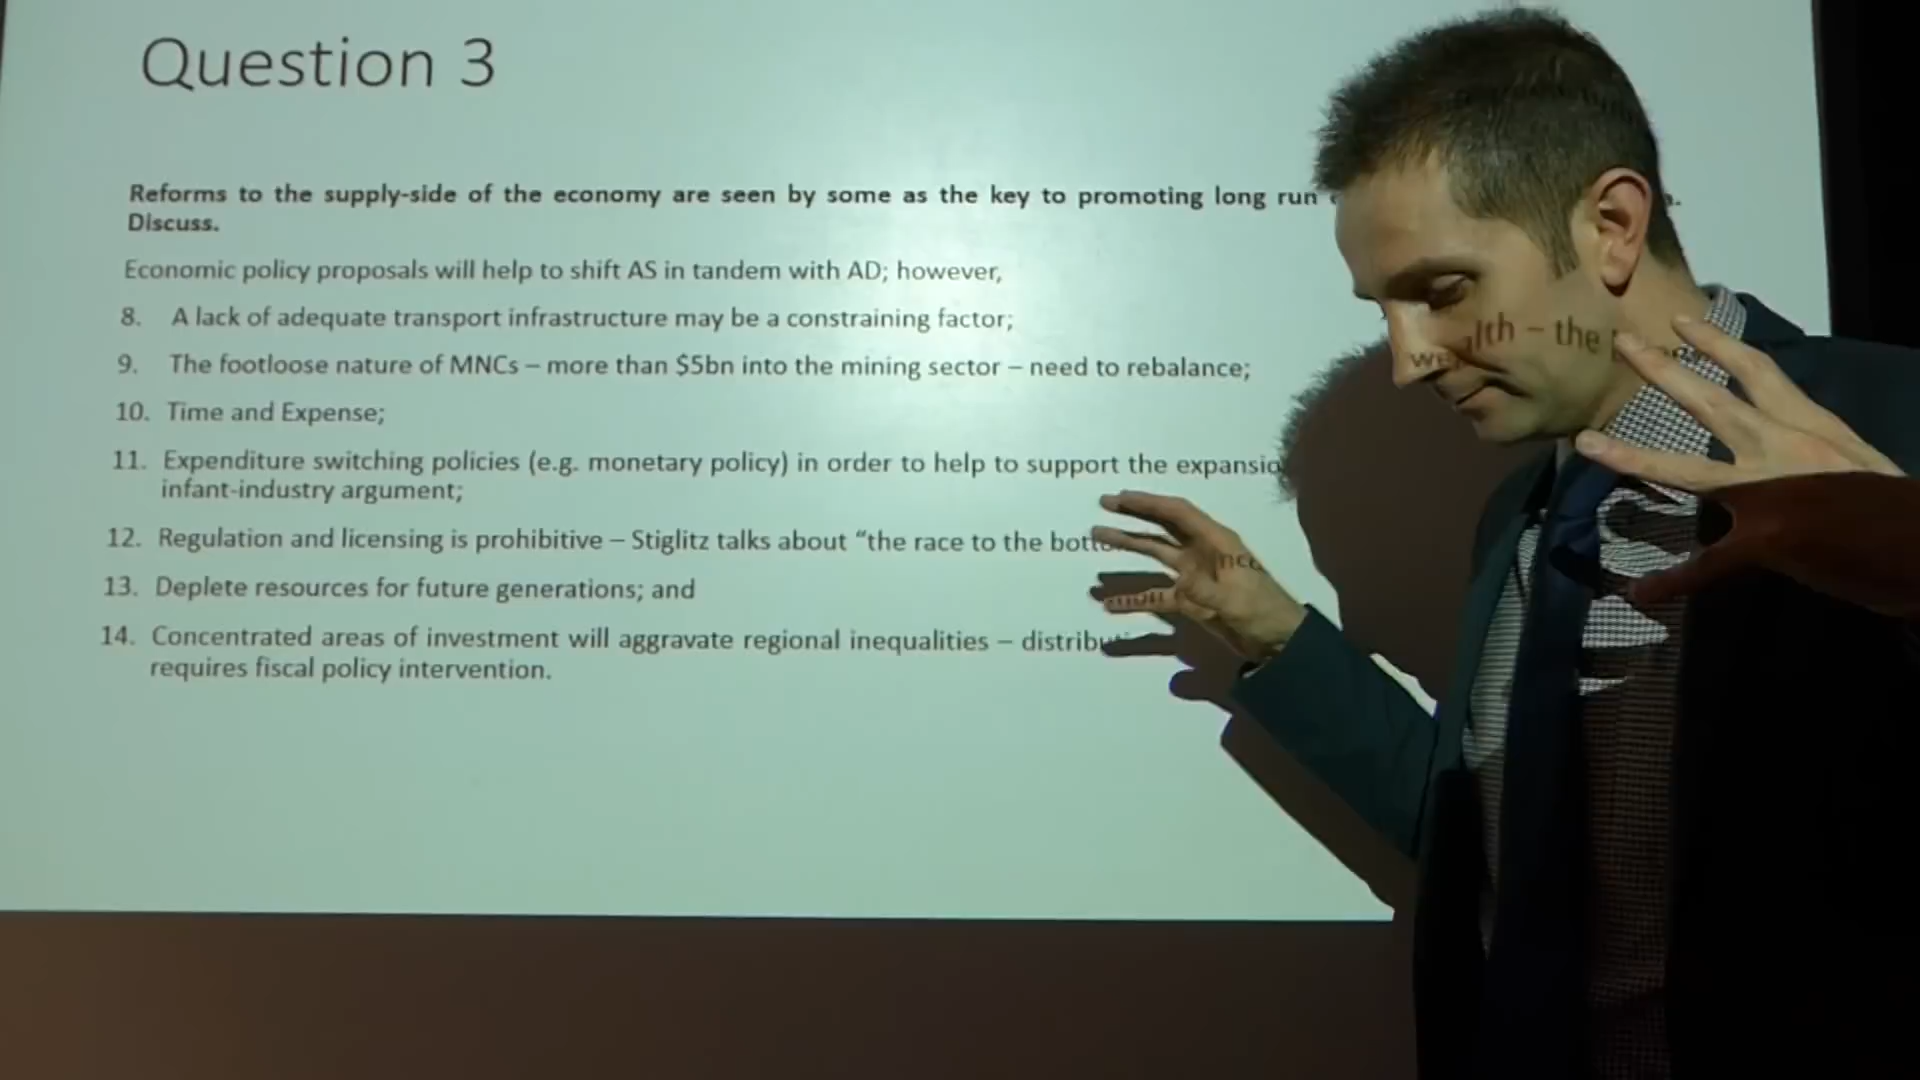 Question 3
Reforms to the supply-side of the economy are seen by some as the key to promoting long run
Discuss.
Economic policy proposals will help to shift AS in tandem with AD; however,
8. A lack of adequate transport infrastructure may be a constraining factor;
9. The footloose nature of MNCs – more than $5bn into the mining sector – need to rebalance;
10. Time and Expense;
11. Expenditure switching policies (e.g. monetary policy) in order to help to support the
infant-industry argument;
12. Regulation and licensing is prohibitive – Stiglitz talks about “the race to the
13. Deplete resources for future generations; and
14. Concentrated areas of investment will aggravate regional inequalities –
requires fiscal policy intervention.